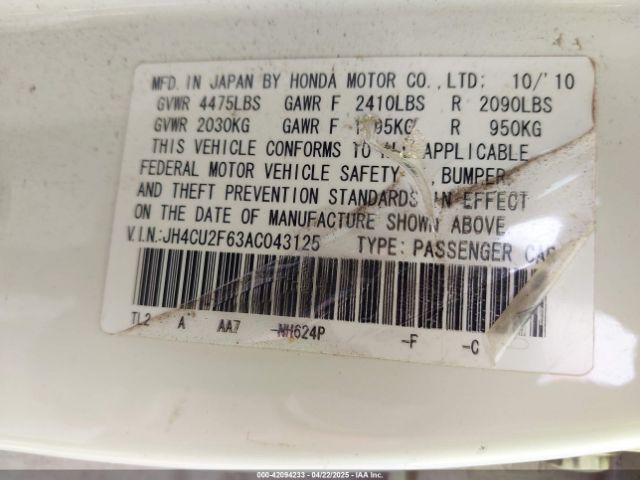 MFD. IN JAPAN BY HONDA MOTOR CO.,LTD: 10/'10
GVWR 4475LBS GAWR F 2410LBS R 2090LBS
GVWR 2030KG GAWR F R 950KG
THIS VEHICLE CONFORMS TO APPLICABLE
FEDERAL MOTOR VEHICLE SAFETY BUMPER,
AND THEFT PREVENTION STANDARDS IN EFFECT
ON THE DATE OF MANUFACTURE SHOWN ABOVE.
V.I.N.:JH4CU2F63AC043125 TYPE: PASSENGER
TL2 A AA7 -NH624P -F -C
000-42094233 - 04/22/2025 - IAA Inc.